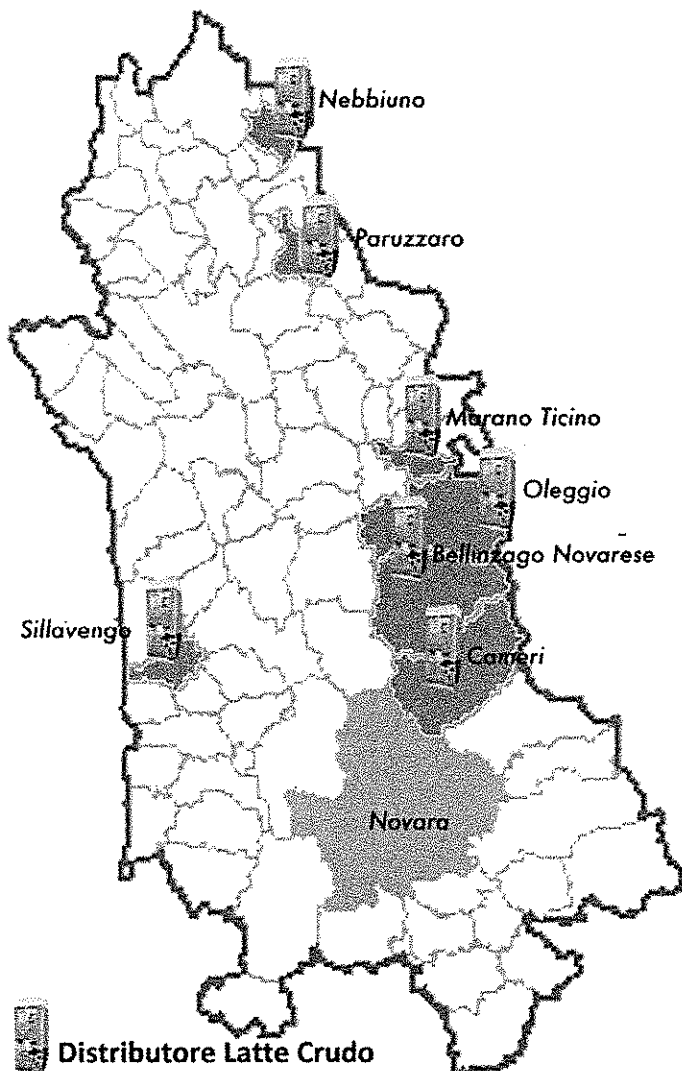 Nebbiuno
Paruzzaro
Marano Ticino
Oleggio
Bellinzago Novarese
Sillavengo
Cameri
Novara
Distributore Latte Crudo